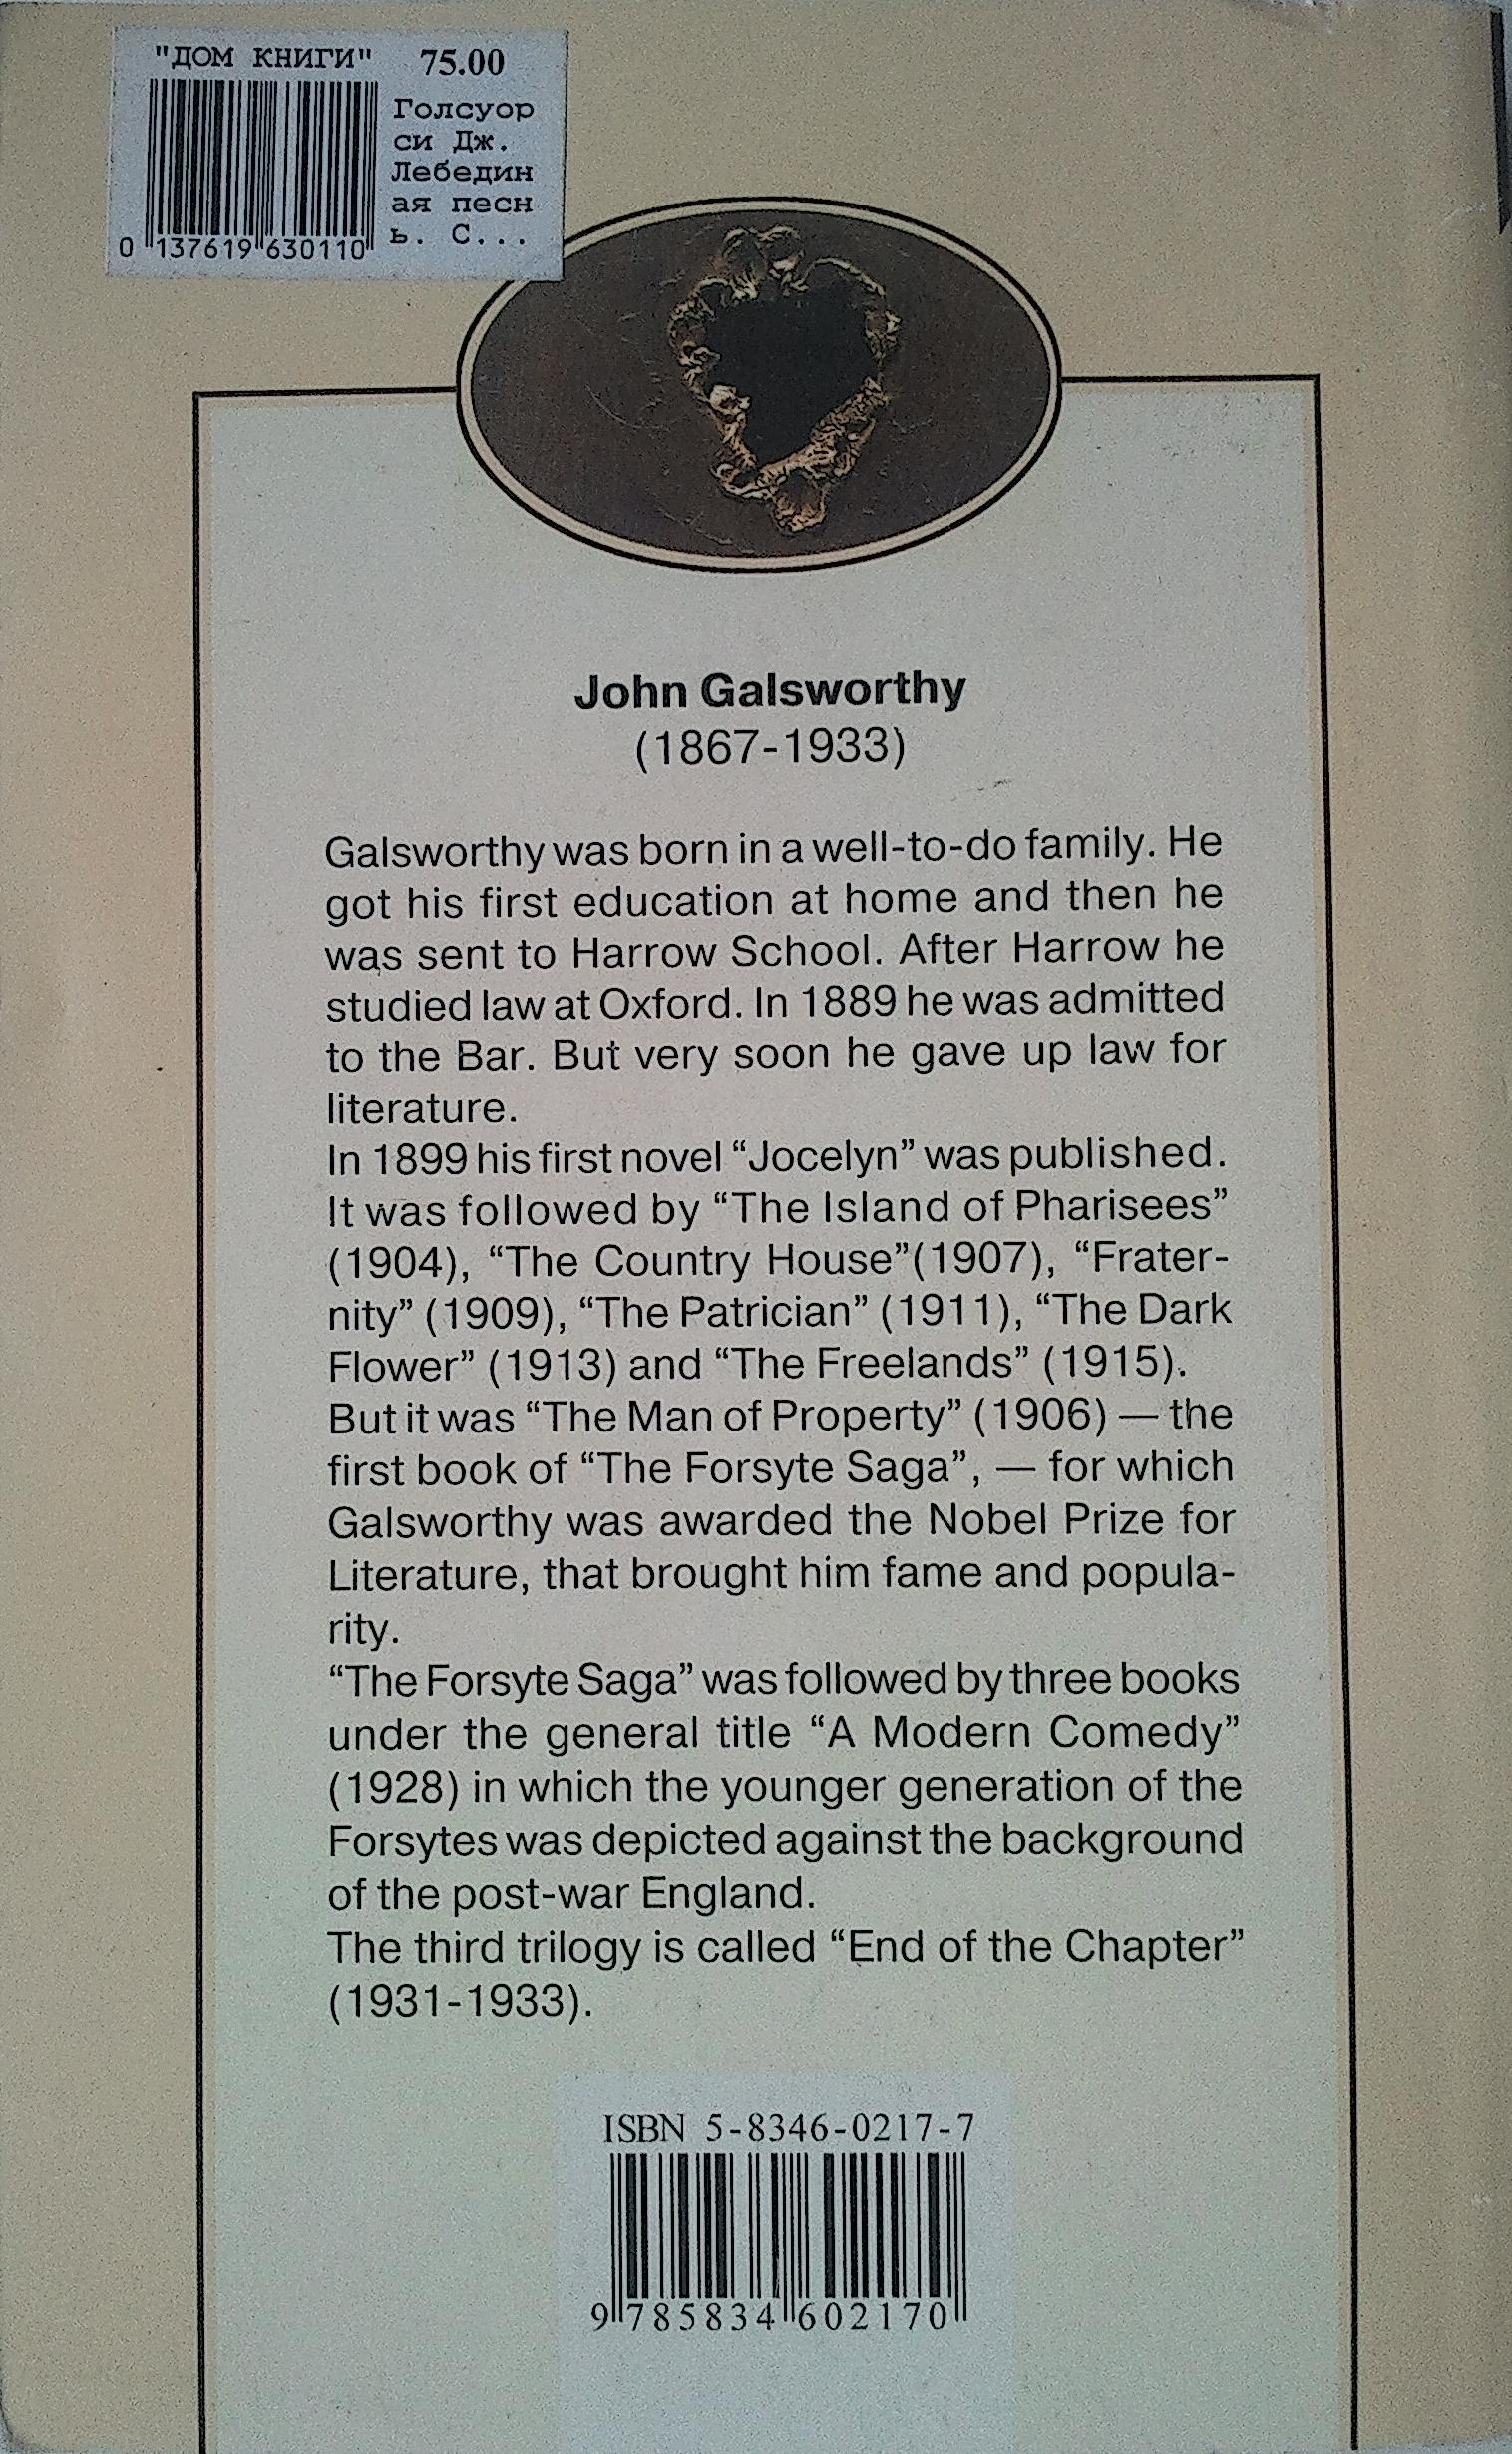 "ДОМ КНИГИ" 75.00
Голсуор
си Дж.
Лебедин
ая песн
ь. С...
0 137619 630110
John Galsworthy
(1867-1933)
Galsworthy was born in a well-to-do family. He
got his first education at home and then he
was sent to Harrow School. After Harrow he
studied law at Oxford. In 1889 he was admitted
to the Bar. But very soon he gave up law for
literature.
In 1899 his first novel “Jocelyn” was published.
It was followed by “The Island of Pharisees”
(1904), “The Country House”(1907), “Frater-
nity” (1909), “The Patrician” (1911), “The Dark
Flower” (1913) and “The Freelands” (1915).
But it was “The Man of Property” (1906) — the
first book of “The Forsyte Saga”, — for which
Galsworthy was awarded the Nobel Prize for
Literature, that brought him fame and popula-
rity.
“The Forsyte Saga” was followed by three books
under the general title “A Modern Comedy”
(1928) in which the younger generation of the
Forsytes was depicted against the background
of the post-war England.
The third trilogy is called “End of the Chapter”
(1931-1933).
ISBN 5-8346-0217-7
9 785834 602170